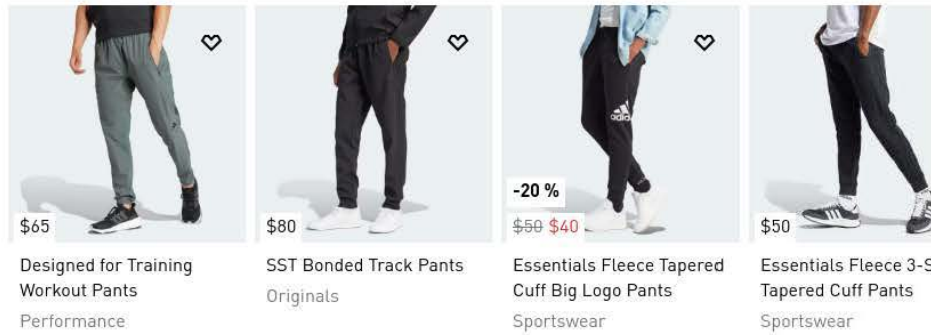 $65
Designed for Training
Workout Pants
Performance
$80
SST Bonded Track Pants
Originals
adidas
-20 %
$50 $40
Essentials Fleece Tapered
Cuff Big Logo Pants
Sportswear
$50
Essentials Fleece 3-S
Tapered Cuff Pants
Sportswear